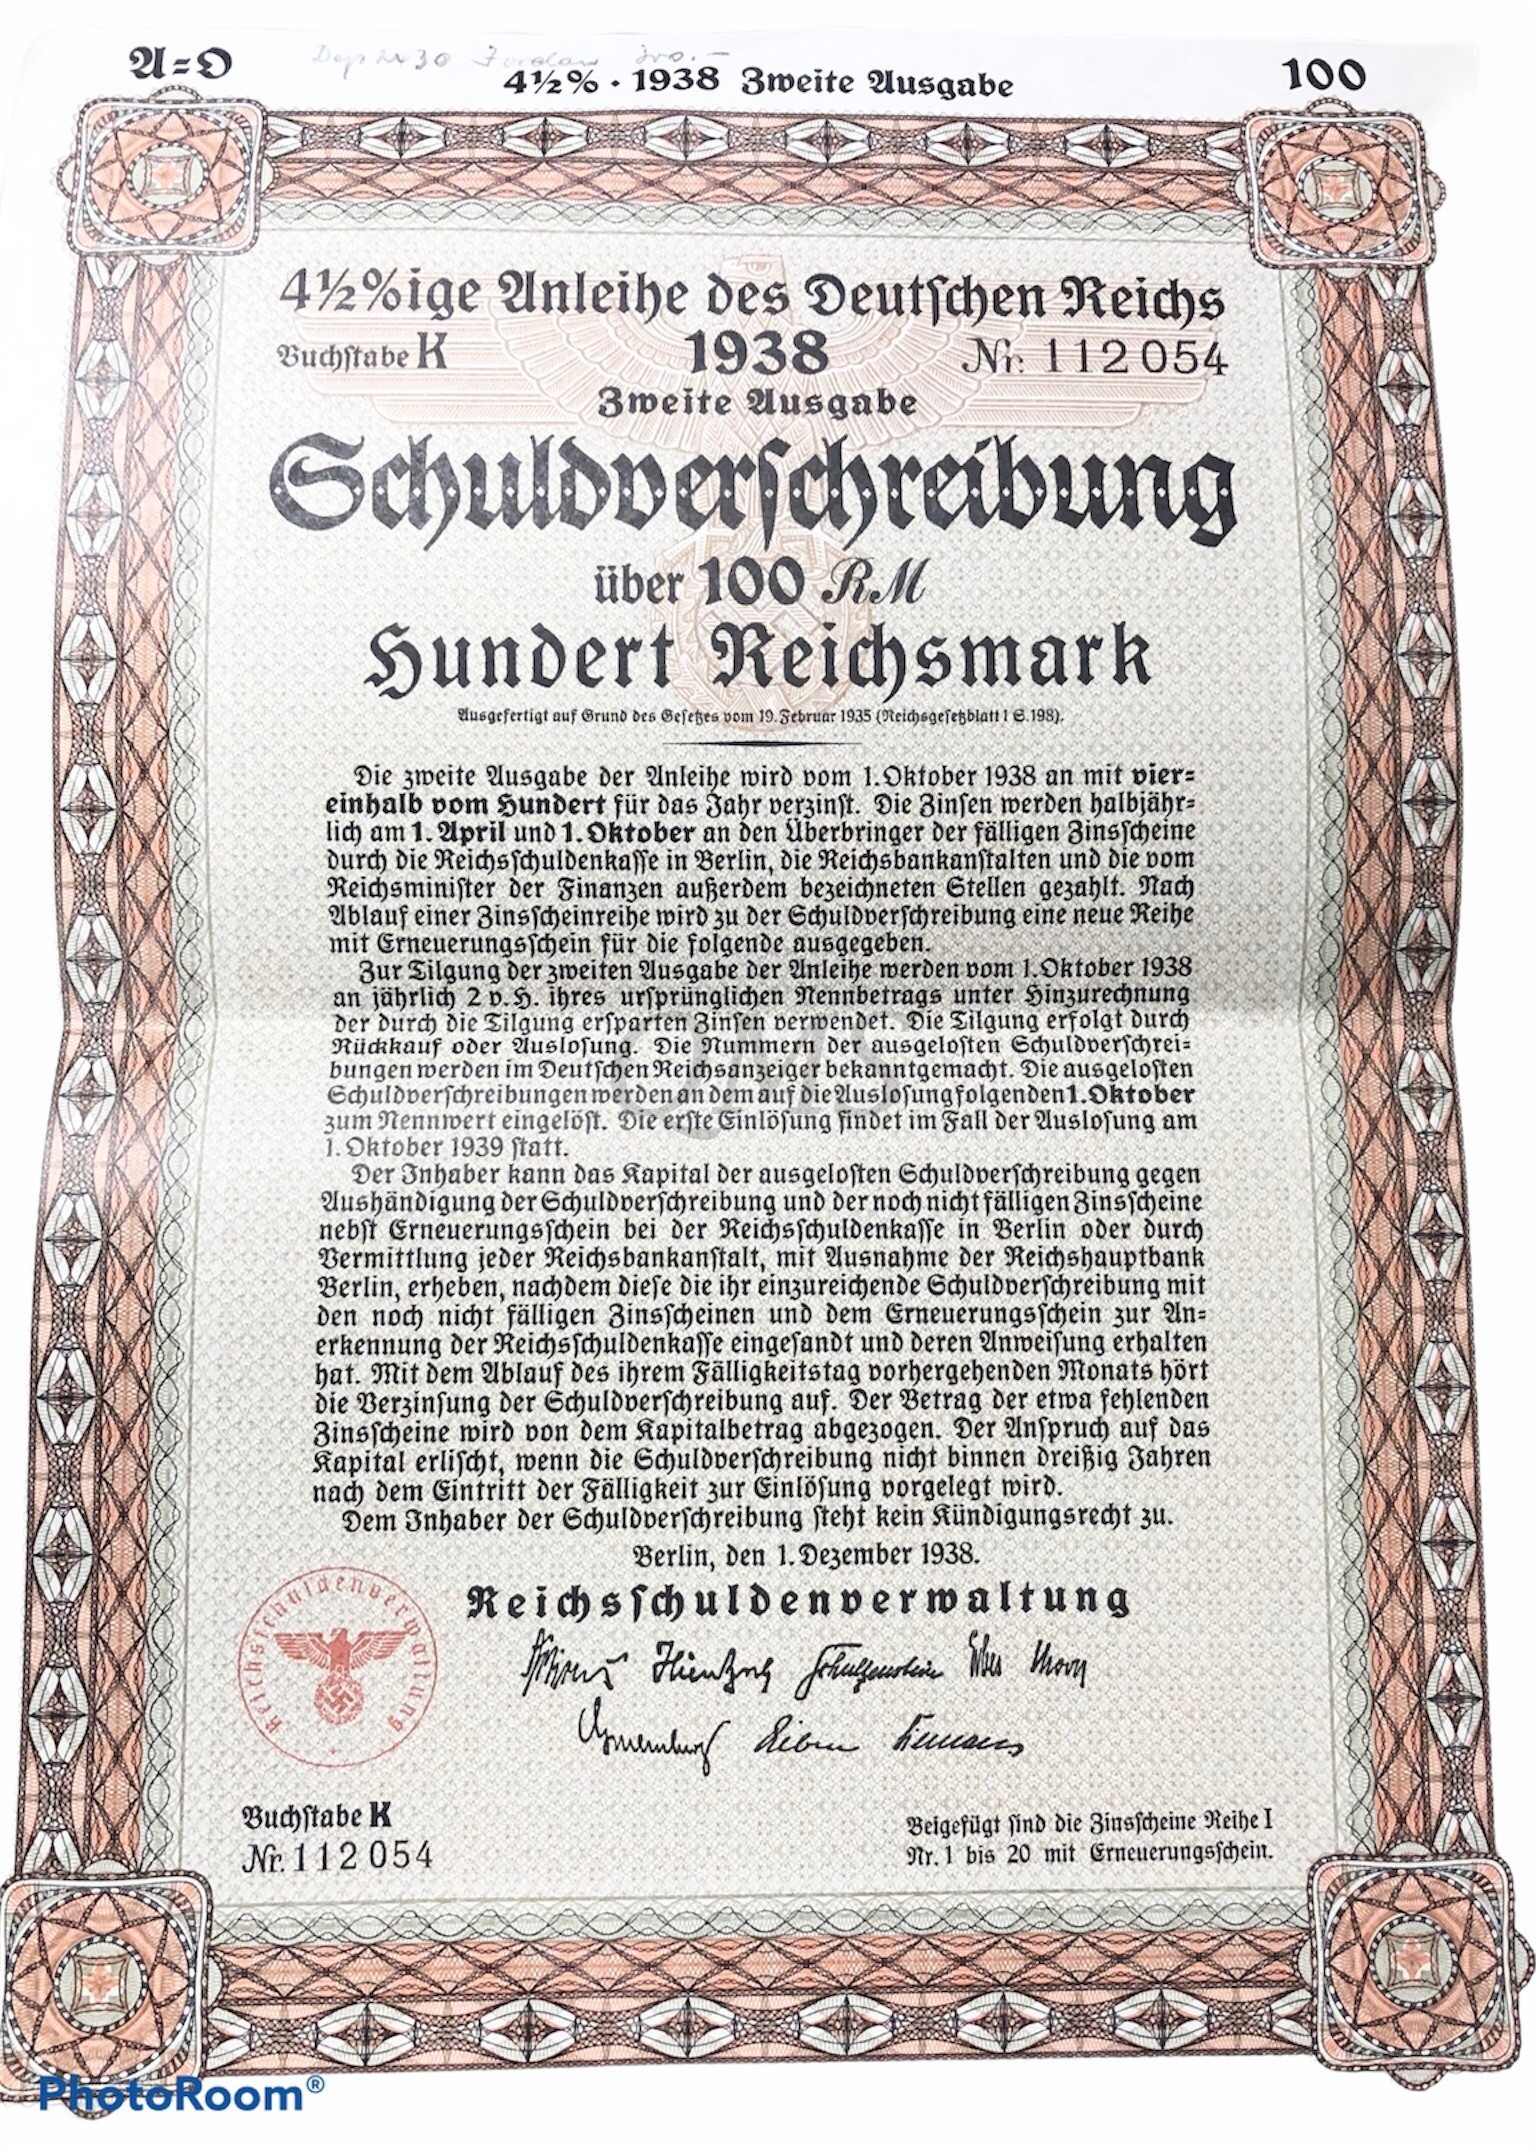 A=O
4½% · 1938 Zweite Ausgabe
100
4½%ige Anleihe des Deutſchen Reichs
Buchſtabe K
1938
Nr. 112054
Zweite Ausgabe
Schuldverſchreibung
über 100 RM
Hundert Reichsmark
Ausgefertigt auf Grund des Geſetzes vom 19. Februar 1935 (Reichsgeſetzblatt I S. 198).
Die zweite Ausgabe der Anleihe wird vom 1. Oktober 1938 an mit vier=
einhalb vom Hundert für das Jahr verzinſt. Die Zinſen werden halbjähr=
lich am 1. April und 1. Oktober an den Überbringer der fälligen Zinsſcheine
durch die Reichsſchuldenkaſſe in Berlin, die Reichsbankanſtalten und die vom
Reichsminiſter der Finanzen außerdem bezeichneten Stellen gezahlt. Nach
Ablauf einer Zinsſcheinreihe wird zu der Schuldverſchreibung eine neue Reihe
mit Erneuerungsſchein für die folgende ausgegeben.
Zur Tilgung der zweiten Ausgabe der Anleihe werden vom 1. Oktober 1938
an jährlich 2 v. H. ihres urſprünglichen Nennbetrags unter Hinzurechnung
der durch die Tilgung erſparten Zinſen verwendet. Die Tilgung erfolgt durch
Rückkauf oder Ausloſung. Die Nummern der ausgeloſten Schuldverſchrei=
bungen werden im Deutſchen Reichsanzeiger bekanntgemacht. Die ausgeloſten
Schuldverſchreibungen werden an dem auf die Ausloſung folgenden 1. Oktober
zum Nennwert eingelöſt. Die erſte Einlöſung findet im Fall der Ausloſung am
1. Oktober 1939 ſtatt.
Der Inhaber kann das Kapital der ausgeloſten Schuldverſchreibung gegen
Aushändigung der Schuldverſchreibung und der noch nicht fälligen Zinsſcheine
nebſt Erneuerungsſchein bei der Reichsſchuldenkaſſe in Berlin oder durch
Vermittlung jeder Reichsbankanſtalt, mit Ausnahme der Reichshauptbank
Berlin, erheben, nachdem dieſe die ihr einzureichende Schuldverſchreibung mit
den noch nicht fälligen Zinsſcheinen und dem Erneuerungsſchein zur An=
erkennung der Reichsſchuldenkaſſe eingeſandt und deren Anweiſung erhalten
hat. Mit dem Ablauf des ihrem Fälligkeitstag vorhergehenden Monats hört
die Verzinſung der Schuldverſchreibung auf. Der Betrag der etwa fehlenden
Zinsſcheine wird von dem Kapitalbetrag abgezogen. Der Anſpruch auf das
Kapital erliſcht, wenn die Schuldverſchreibung nicht binnen dreißig Jahren
nach dem Eintritt der Fälligkeit zur Einlöſung vorgelegt wird.
Dem Inhaber der Schuldverſchreibung ſteht kein Kündigungsrecht zu.
Berlin, den 1. Dezember 1938.
Reichsſchuldenverwaltung
Reichsſchuldenverwaltung
Buchſtabe K
Nr. 112054
Beigefügt ſind die Zinsſcheine Reihe I
Nr. 1 bis 20 mit Erneuerungsſchein.
PhotoRoom®